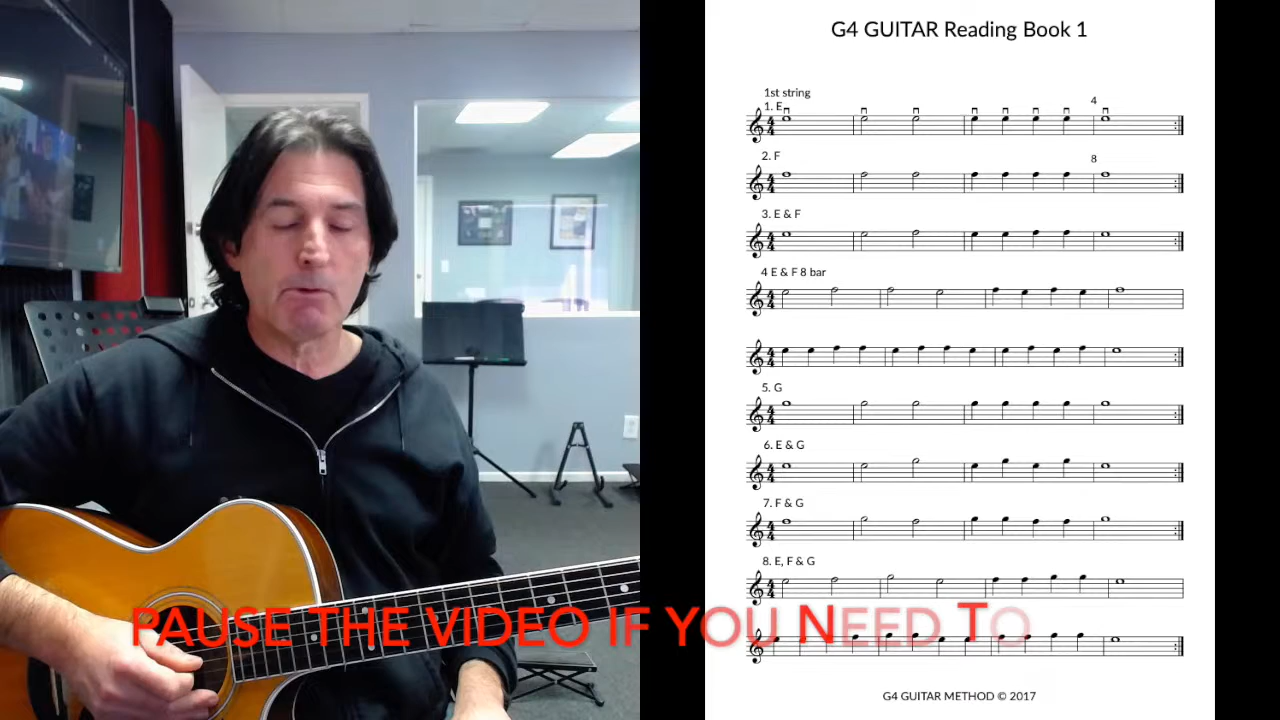 G4 GUITAR Reading Book 1
1st string
1. E
4
2. F
8
3. E & F
4 E & F 8 bar
5. G
6. E & G
7. F & G
8. E, F & G
PAUSE THE VIDEO IF YOU NEED TO
G4 GUITAR METHOD © 2017